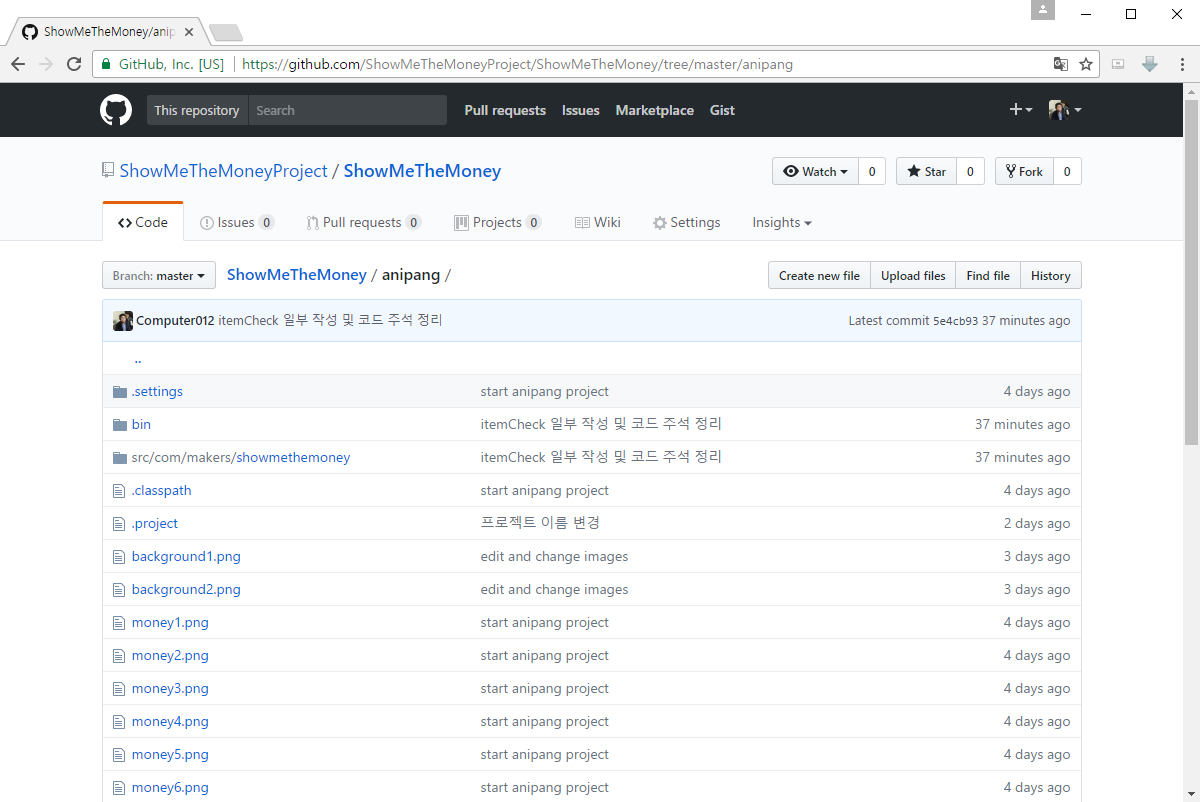 ShowMeTheMoney/anip
GitHub, Inc. [US] https://github.com/ShowMeTheMoneyProject/ShowMeTheMoney/tree/master/anipang
This repository Search Pull requests Issues Marketplace Gist
ShowMeTheMoneyProject / ShowMeTheMoney Watch 0 Star 0 Fork 0
Code Issues 0 Pull requests 0 Projects 0 Wiki Settings Insights
Branch: master ShowMeTheMoney / anipang / Create new file Upload files Find file History
Computer012 itemCheck 일부 작성 및 코드 주석 정리 Latest commit 5e4cb93 37 minutes ago
..
.settings start anipang project 4 days ago
bin itemCheck 일부 작성 및 코드 주석 정리 37 minutes ago
src/com/makers/showmethemoney itemCheck 일부 작성 및 코드 주석 정리 37 minutes ago
.classpath start anipang project 4 days ago
.project 프로젝트 이름 변경 2 days ago
background1.png edit and change images 3 days ago
background2.png edit and change images 3 days ago
money1.png start anipang project 4 days ago
money2.png start anipang project 4 days ago
money3.png start anipang project 4 days ago
money4.png start anipang project 4 days ago
money5.png start anipang project 4 days ago
money6.png start anipang project 4 days ago